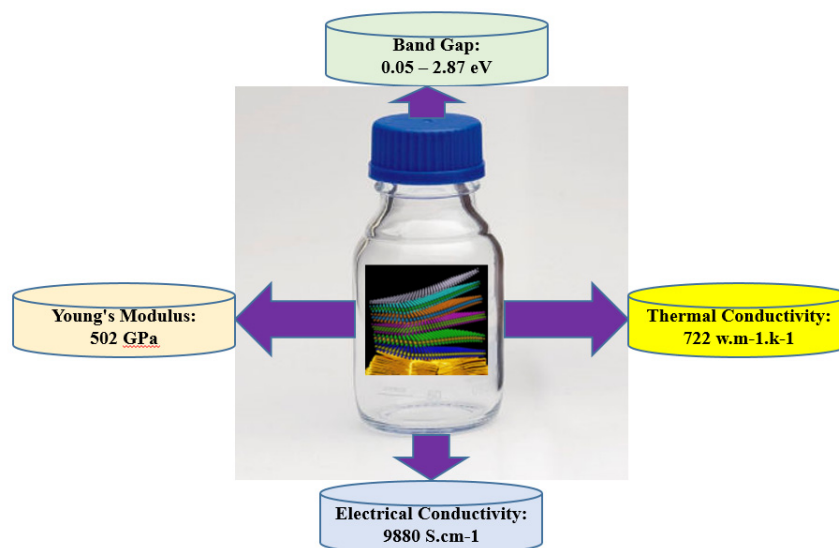 Band Gap:
0.05 – 2.87 eV
Young's Modulus:
502 GPa
Thermal Conductivity:
722 w.m-1.k-1
Electrical Conductivity:
9880 S.cm-1